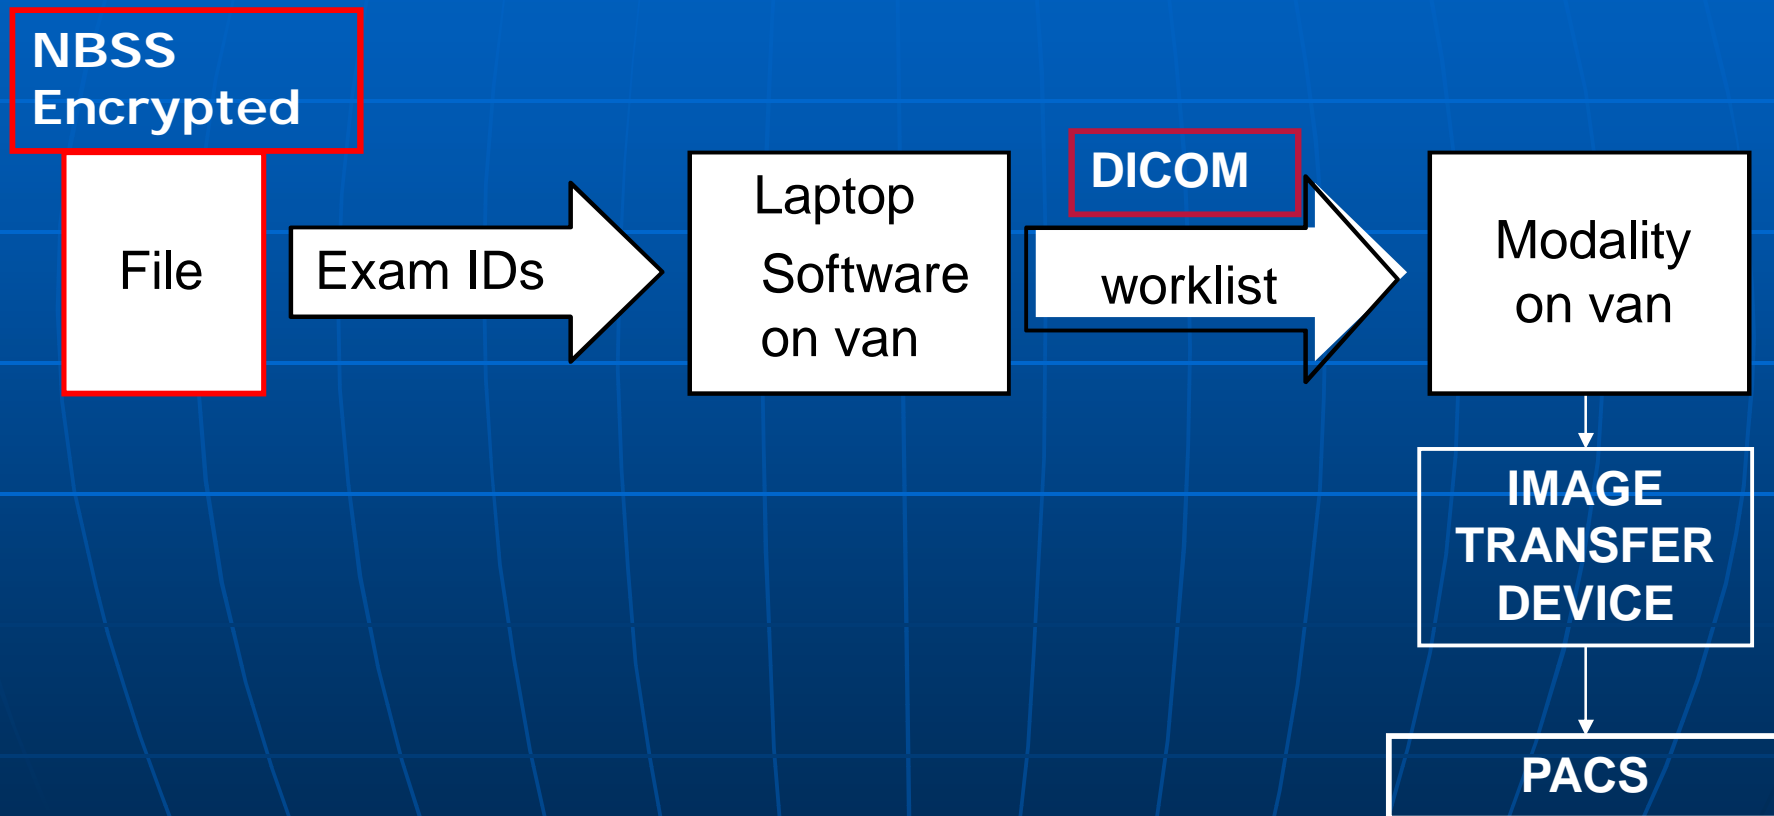 NBSS
Encrypted
File
Exam IDs
Laptop
Software
on van
DICOM
worklist
Modality
on van
IMAGE
TRANSFER
DEVICE
PACS